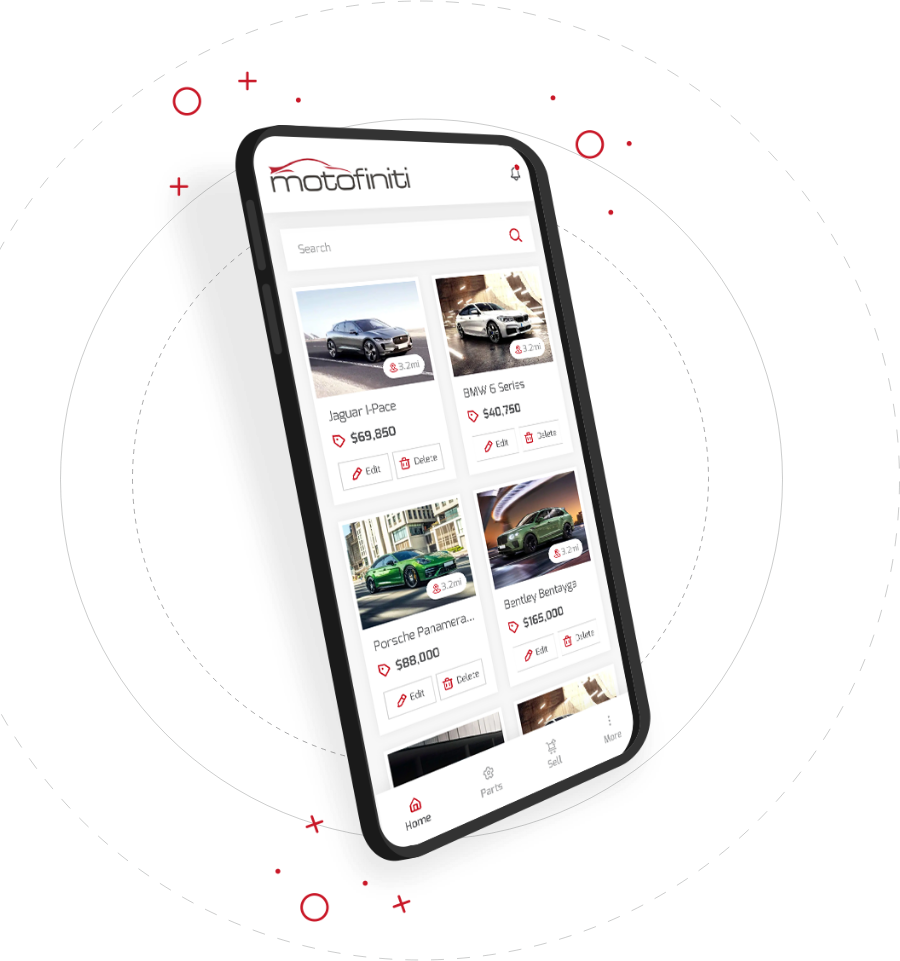 motofiniti
Search
3.2mi
3.2mi
Jaguar I-Pace
BMW 6 Series
$69,850
$40,750
Edit
Delete
Edit
Delete
3.2mi
3.2mi
Porsche Panamera...
Bentley Bentayga
$88,000
$165,000
Edit
Delete
Edit
Delete
Home
Parts
Sell
More